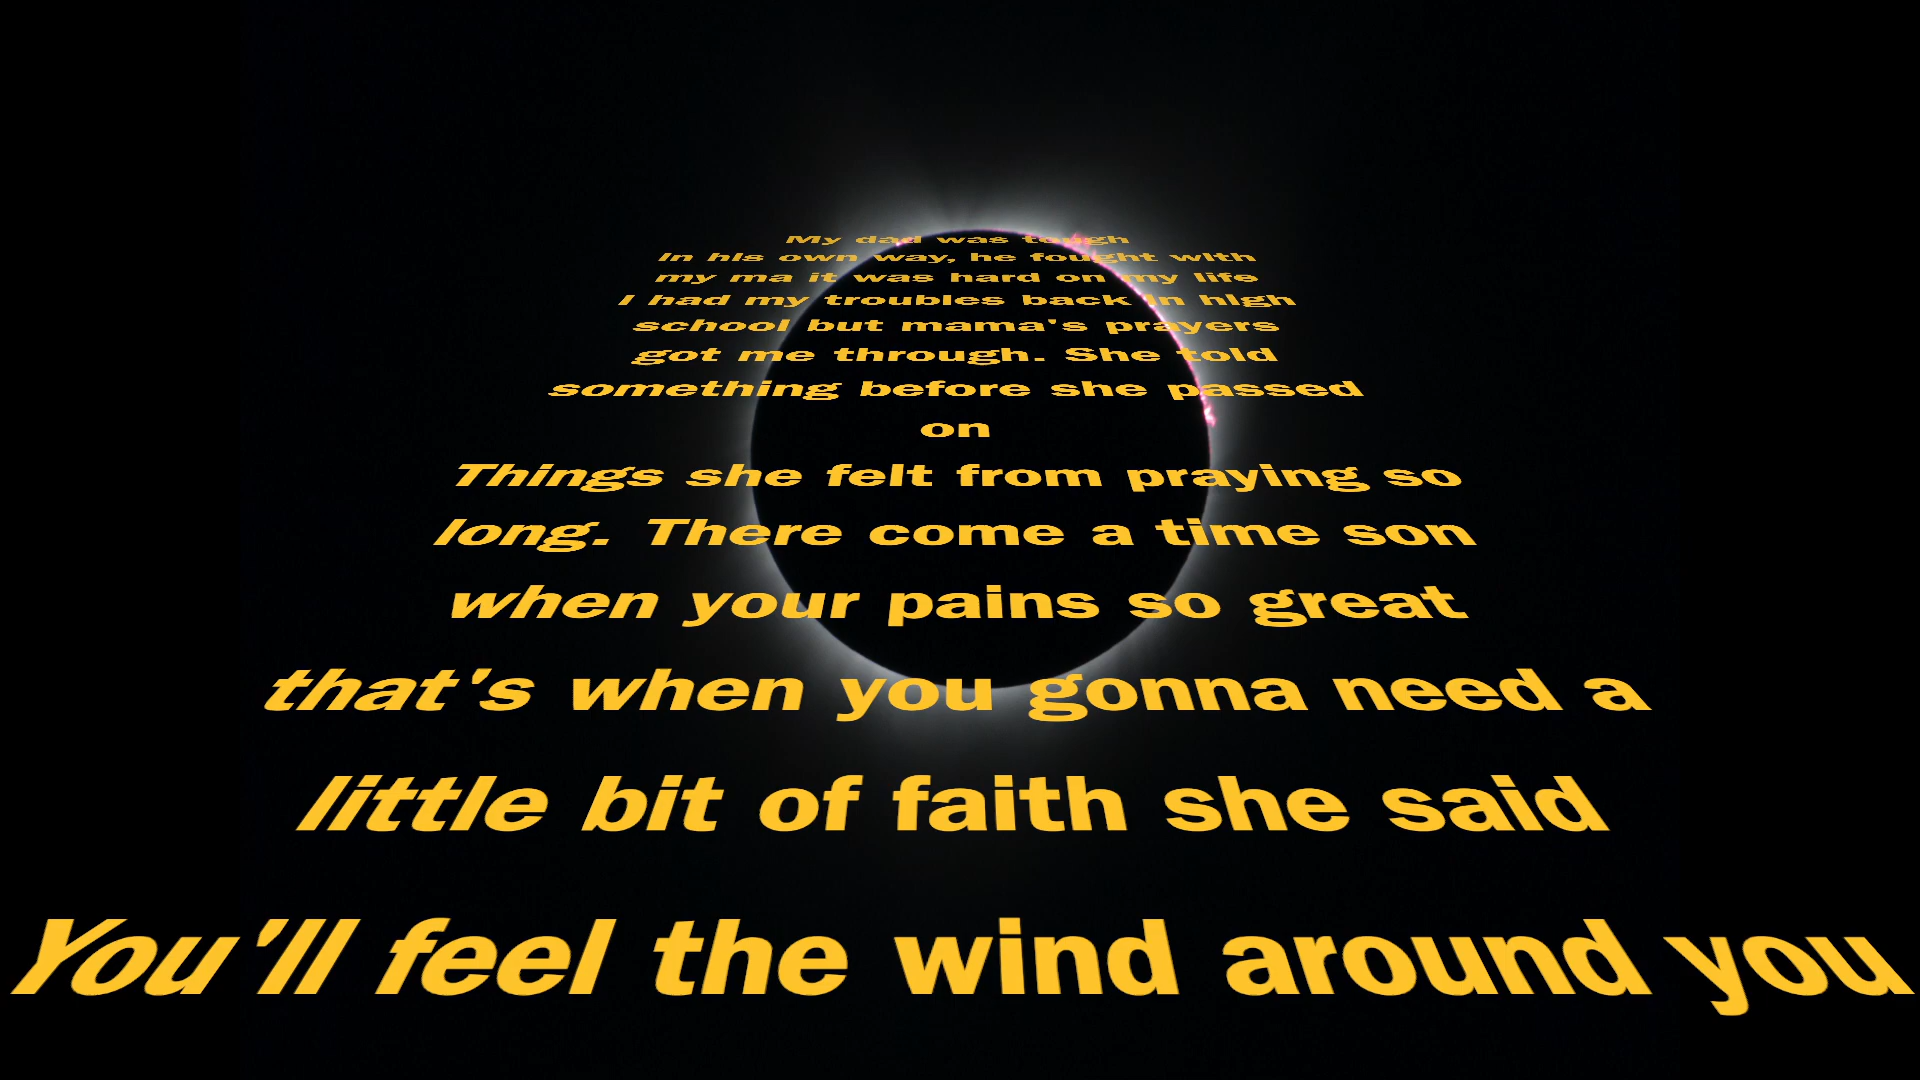 My dad was tough
In his own way, he fought with
my ma it was hard on my life
I had my troubles back in high
school but mama's prayers
got me through. She told
something before she passed
on
Things she felt from praying so
long. There come a time son
when your pains so great
that's when you gonna need a
little bit of faith she said
You'll feel the wind around you